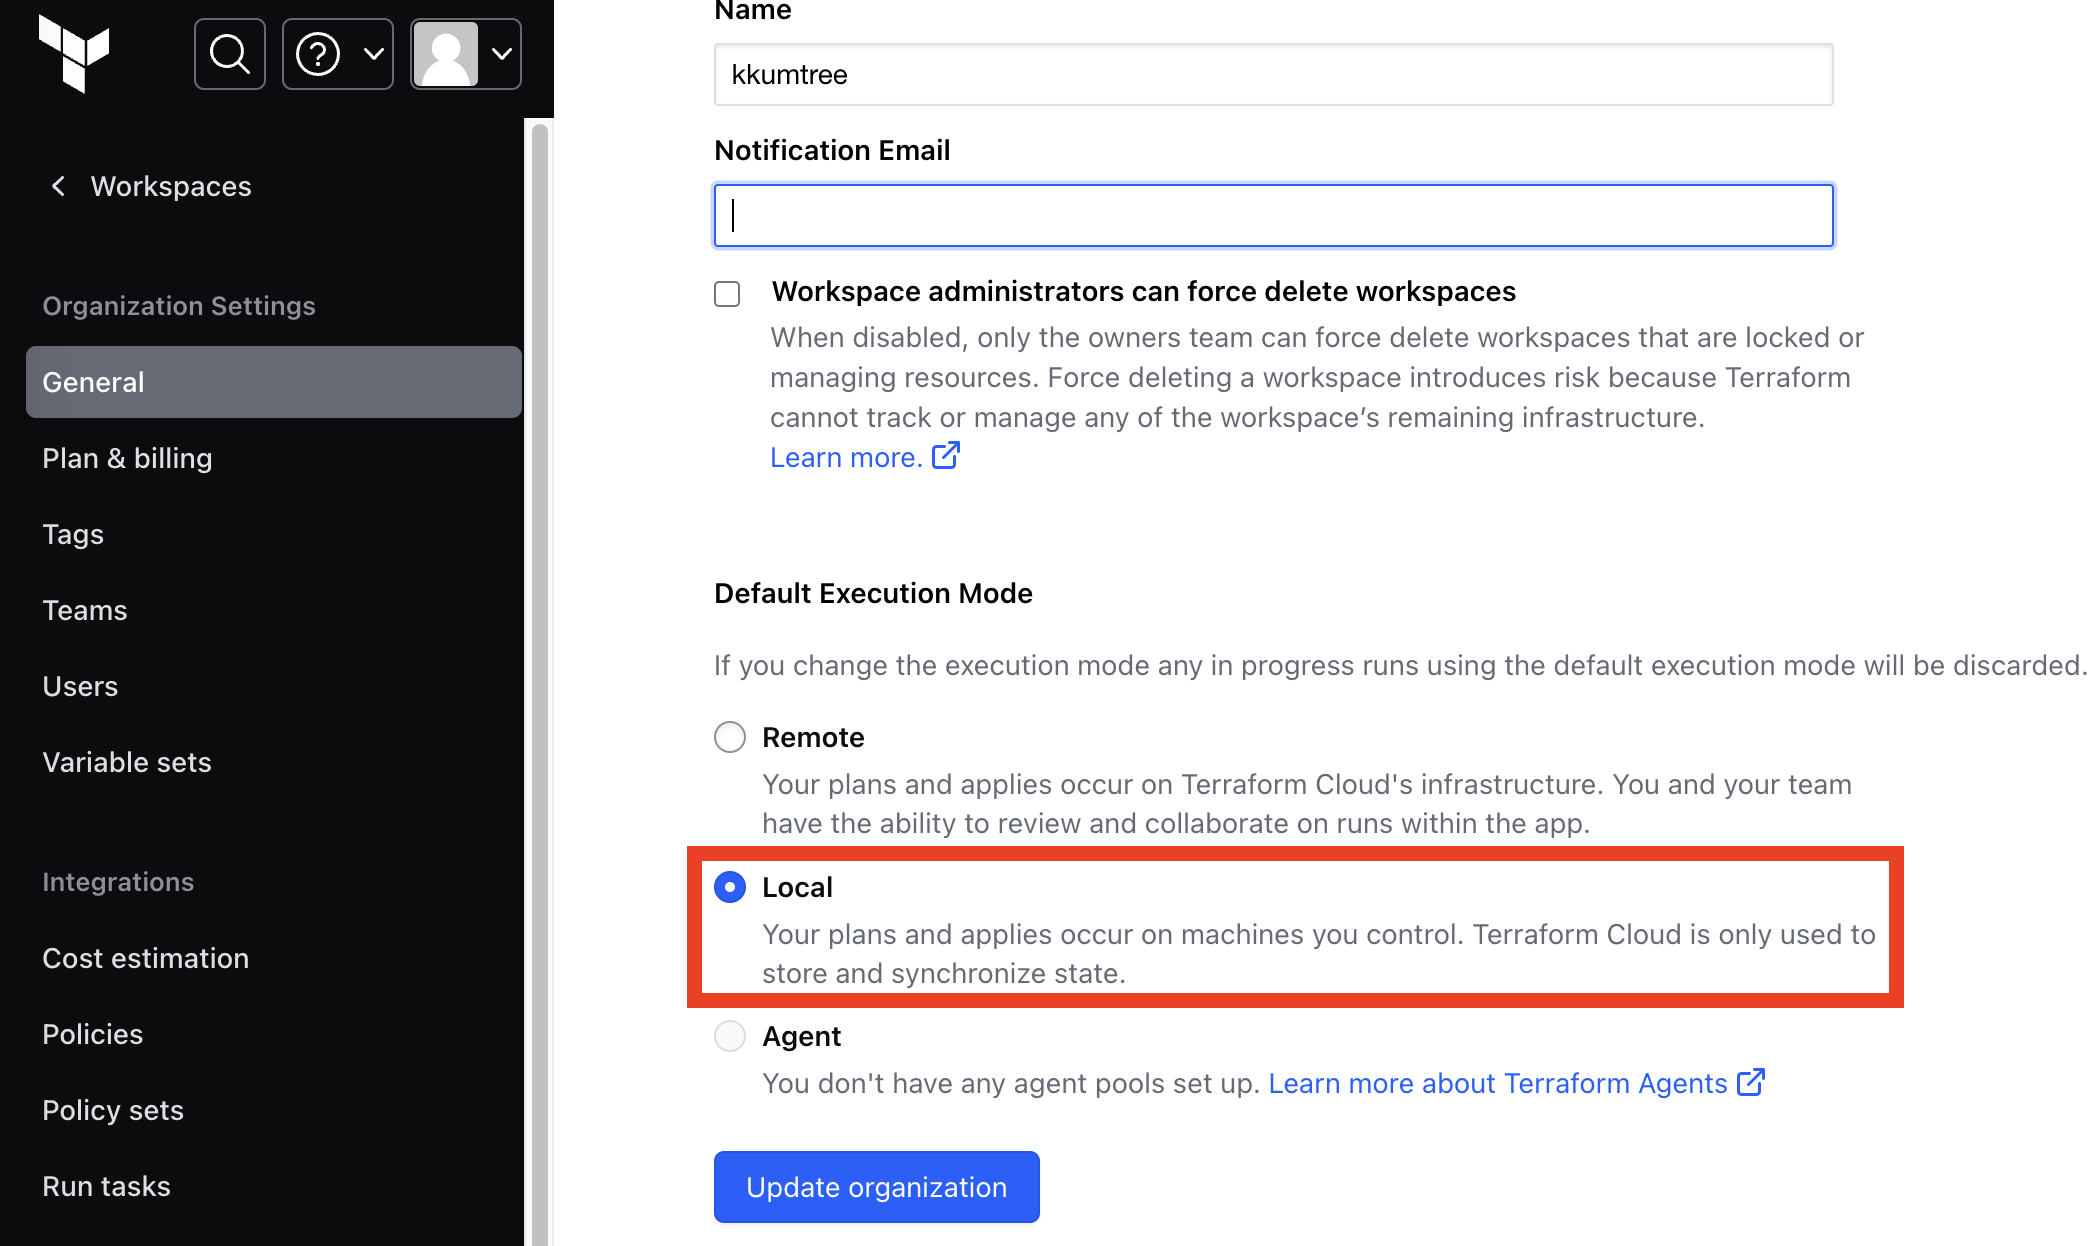 Workspaces
Organization Settings
General
Plan & billing
Tags
Teams
Users
Variable sets
Integrations
Cost estimation
Policies
Policy sets
Run tasks
Name
kkumtree
Notification Email
Workspace administrators can force delete workspaces
When disabled, only the owners team can force delete workspaces that are locked or
managing resources. Force deleting a workspace introduces risk because Terraform
cannot track or manage any of the workspace’s remaining infrastructure.
Learn more.
Default Execution Mode
If you change the execution mode any in progress runs using the default execution mode will be discarded.
Remote
Your plans and applies occur on Terraform Cloud's infrastructure. You and your team
have the ability to review and collaborate on runs within the app.
Local
Your plans and applies occur on machines you control. Terraform Cloud is only used to
store and synchronize state.
Agent
You don't have any agent pools set up. Learn more about Terraform Agents
Update organization